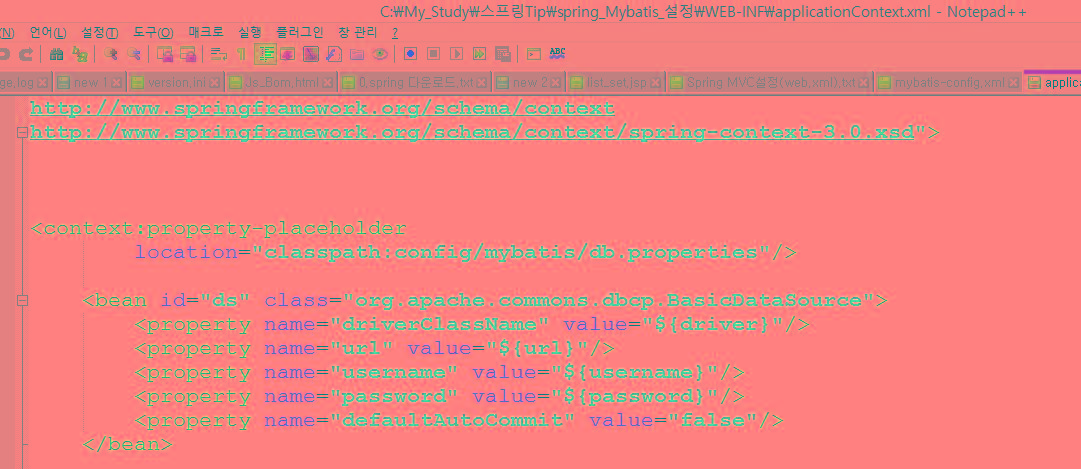 C:\My_Study\스프링Tip\spring_Mybatis_설정\WEB-INF\applicationContext.xml - Notepad++
(N) 언어(L) 설정(T) 도구(O) 매크로 실행 플러그인 창 관리 ?
ABC
ge.log new 1 version.ini Js_Bom.html 0.spring 다운로드.txt new 2 list_set.jsp Spring MVC설정(web.xml).txt mybatis-config.xml applica
http://www.springframework.org/schema/context
http://www.springframework.org/schema/context/spring-context-3.0.xsd">
<context:property-placeholder
location="classpath:config/mybatis/db.properties"/>
<bean id="ds" class="org.apache.commons.dbcp.BasicDataSource">
<property name="driverClassName" value="${driver}"/>
<property name="url" value="${url}"/>
<property name="username" value="${username}"/>
<property name="password" value="${password}"/>
<property name="defaultAutoCommit" value="false"/>
</bean>